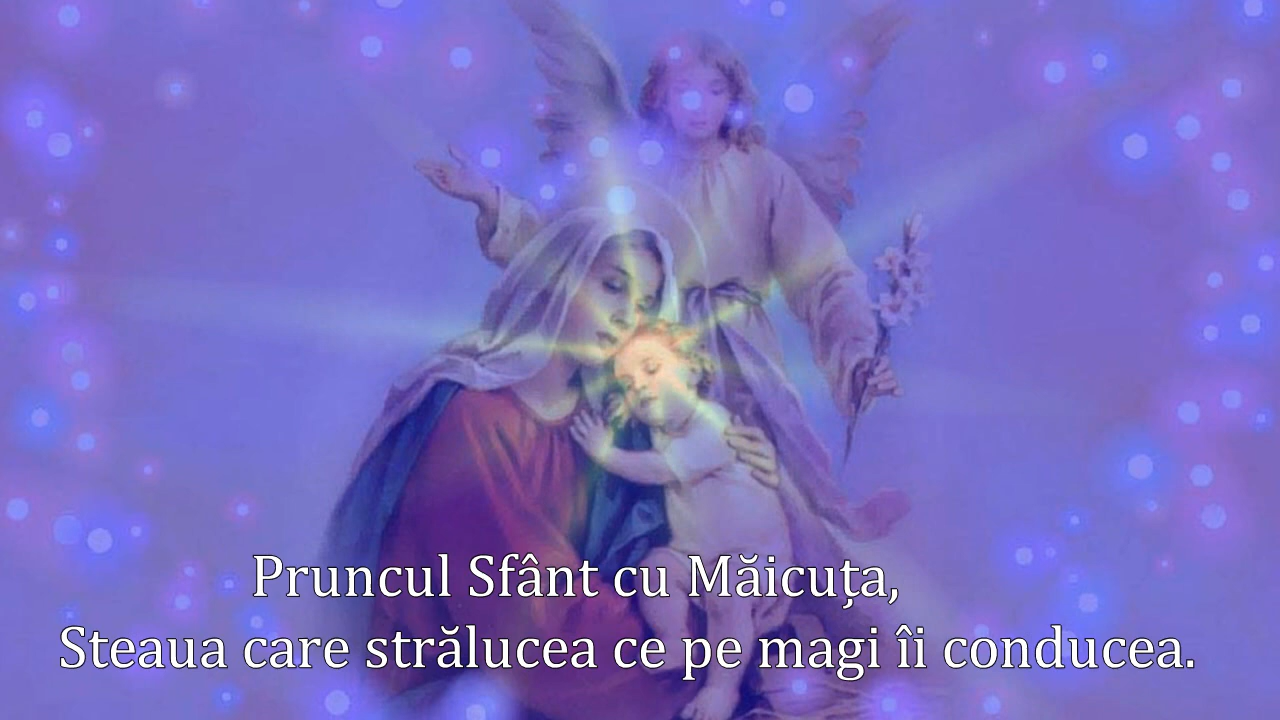 Pruncul Sfânt cu Măicuța,
Steaua care strălucea ce pe magi îi conducea.